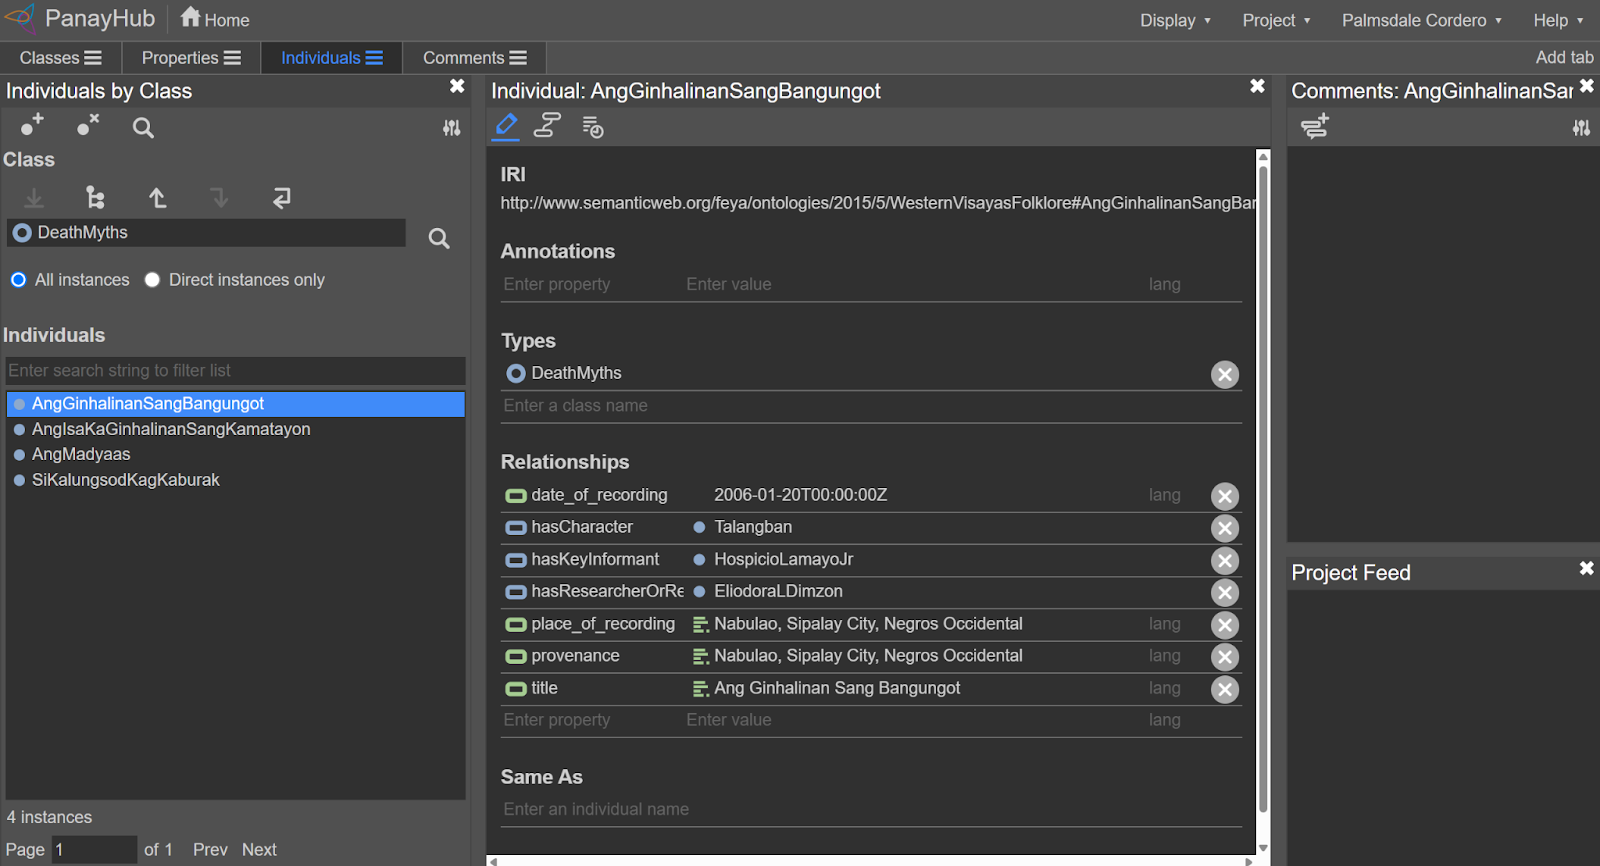 PanayHub Home Display Project Palmsdale Cordero Help
Classes Properties Individuals Comments Add tab
Individuals by Class
Class
DeathMyths
All instances Direct instances only
Individuals
Enter search string to filter list
AngGinhalinanSangBangungot
AngIsaKaGinhalinanSangKamatayon
AngMadyaas
SiKalungsodKagKaburak
4 instances
Page 1 of 1 Prev Next
Individual: AngGinhalinanSangBangungot
IRI
http://www.semanticweb.org/feya/ontologies/2015/5/WesternVisayasFolklore#AngGinhalinanSangBar
Annotations
Enter property Enter value lang
Types
DeathMyths
Enter a class name
Relationships
date_of_recording 2006-01-20T00:00:00Z lang
hasCharacter Talangban
hasKeyInformant HospicioLamayoJr
hasResearcherOrRe EliodoraLDimzon
place_of_recording Nabulao, Sipalay City, Negros Occidental lang
provenance Nabulao, Sipalay City, Negros Occidental lang
title Ang Ginhalinan Sang Bangungot lang
Enter property Enter value lang
Same As
Enter an individual name
Comments: AngGinhalinanSar
Project Feed